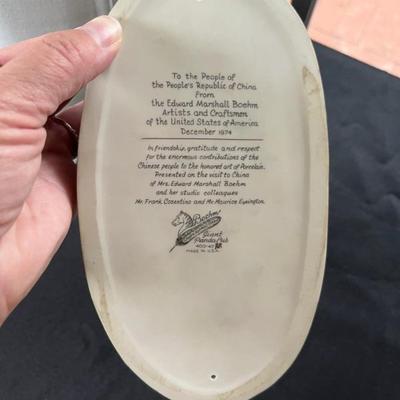 To the People of
the People's Republic of China
From
the Edward Marshall Boehm
Artists and Craftsmen
of the United States of America
December 1974
In friendship, gratitude and respect
for the enormous contributions of the
Chinese people to the honored art of Porcelain.
Presented on the visit to China
of Mrs. Edward Marshall Boehm
and her studio colleagues
Mr. Frank Cosentino and Mr. Maurice Eyeington.
Boehm
Giant
Panda Cub
400-47
MADE IN U.S.A.